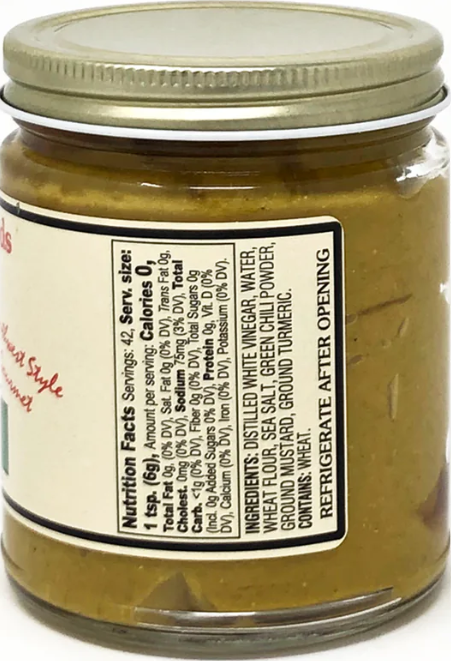 ds
west Style
Gourmet
Nutrition Facts Servings: 42, Serv. size:
1 tsp. (6g), Amount per serving: Calories 0,
Total Fat 0g, (0% DV), Sat. Fat 0g (0% DV), Trans Fat 0g,
Cholest. 0mg (0% DV), Sodium 75mg (3% DV), Total
Carb. <1g (0% DV), Fiber 0g (0% DV), Total Sugars 0g
(Incl. 0g Added Sugars 0% DV), Protein 0g, Vit. D (0%
DV), Calcium (0% DV), Iron (0% DV), Potassium (0% DV).
INGREDIENTS: DISTILLED WHITE VINEGAR, WATER,
WHEAT FLOUR, SEA SALT, GREEN CHILI POWDER,
GROUND MUSTARD, GROUND TURMERIC.
CONTAINS: WHEAT.
REFRIGERATE AFTER OPENING